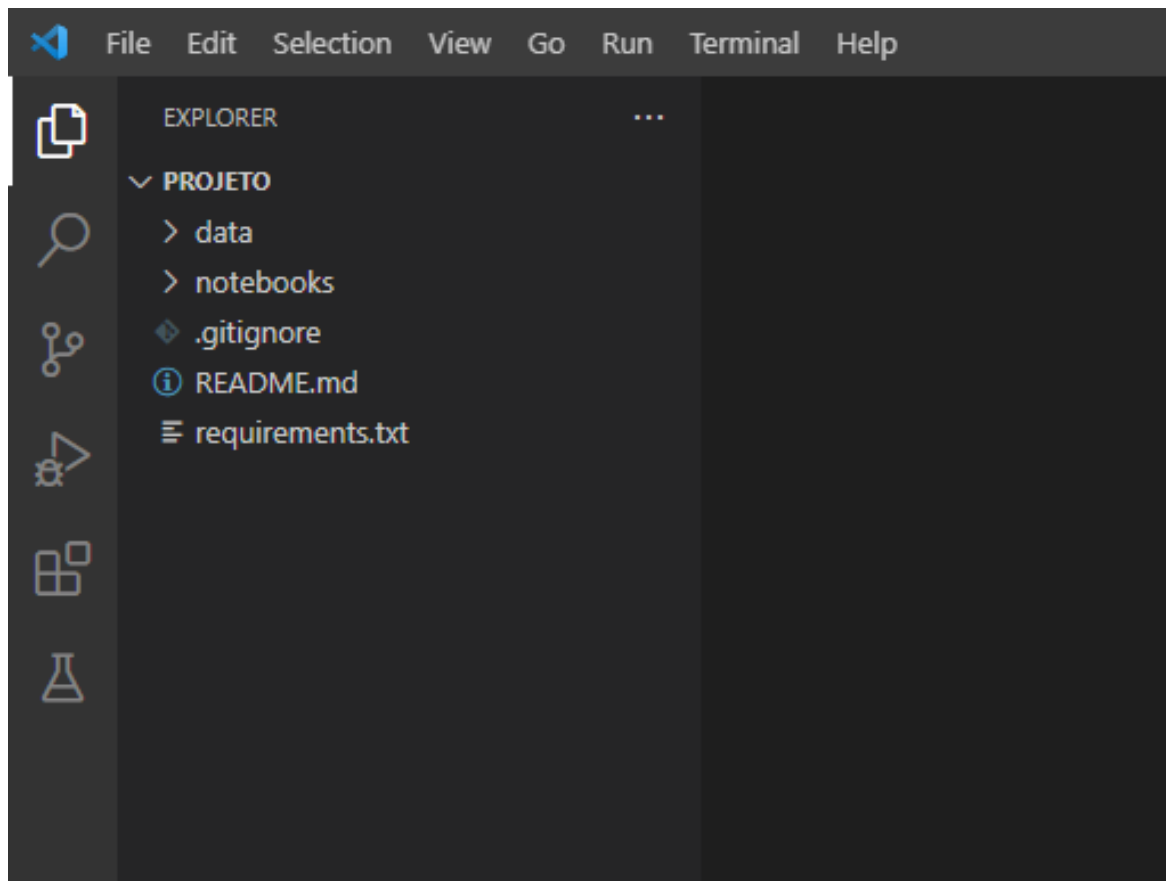 File Edit Selection View Go Run Terminal Help
EXPLORER
PROJETO
data
notebooks
.gitignore
README.md
requirements.txt